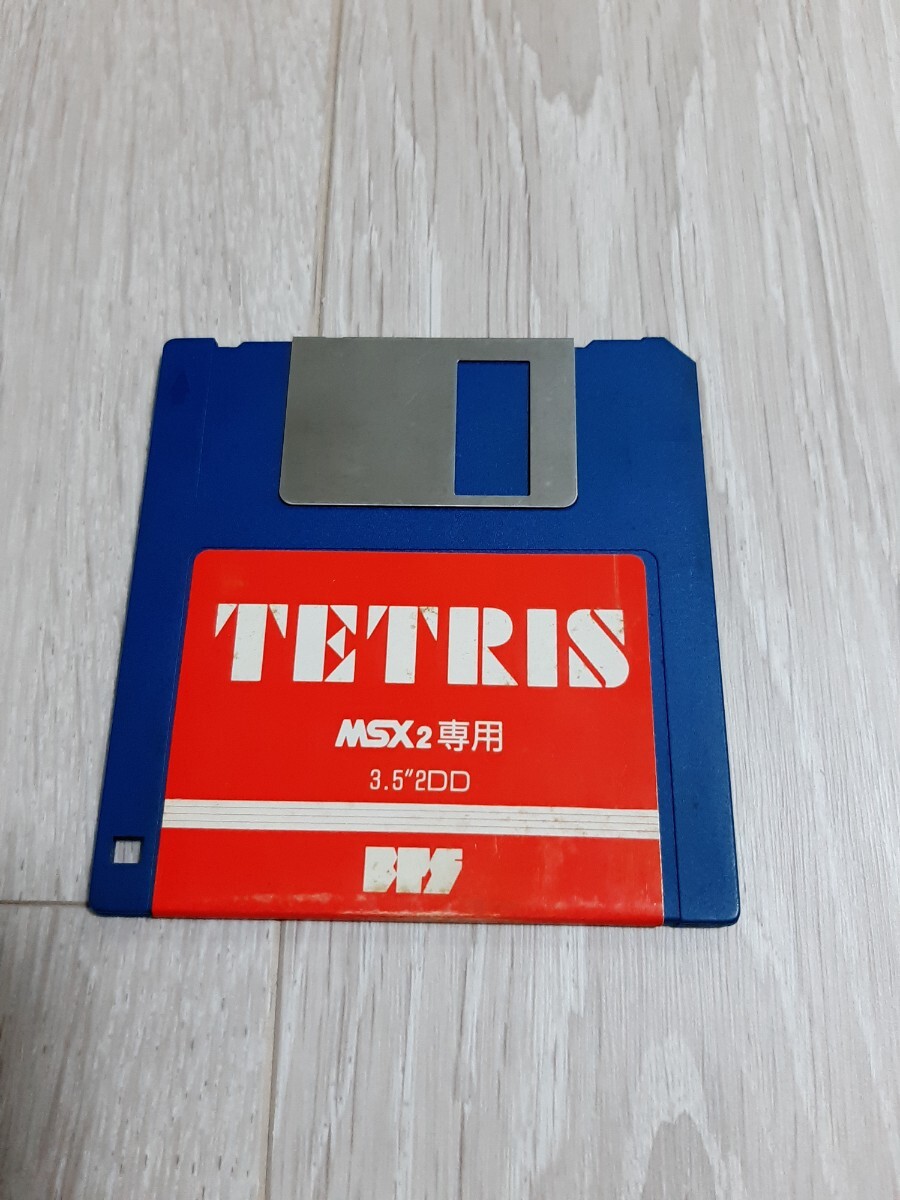 TETRIS
MSX2専用
3.5"2DD
BPS